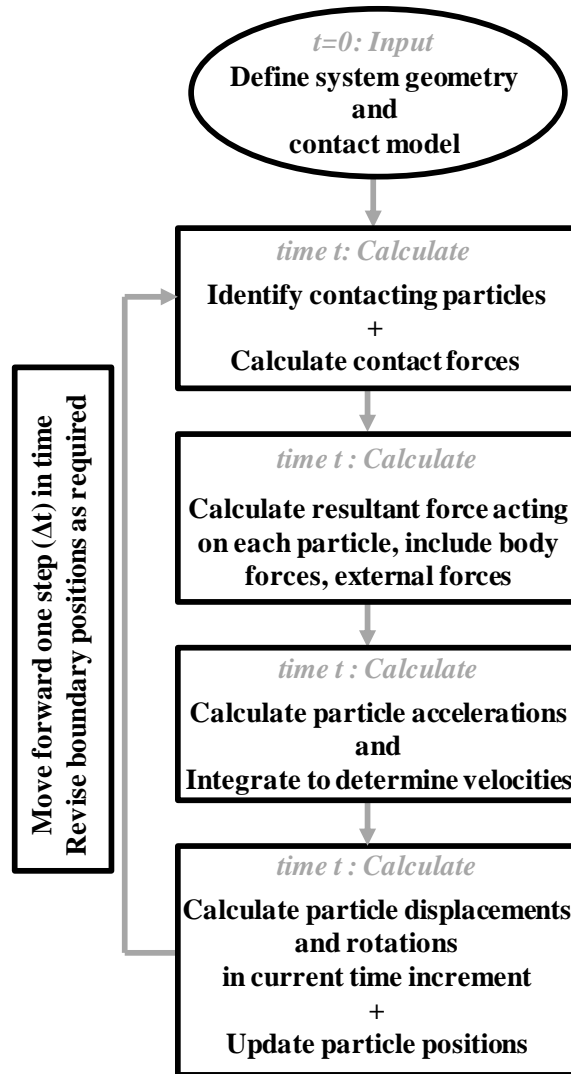 t=0: Input
Define system geometry
and
contact model
time t: Calculate
Identify contacting particles
+
Calculate contact forces
time t : Calculate
Calculate resultant force acting
on each particle, include body
forces, external forces
time t : Calculate
Calculate particle accelerations
and
Integrate to determine velocities
time t : Calculate
Calculate particle displacements
and rotations
in current time increment
+
Update particle positions
Move forward one step (Δt) in time
Revise boundary positions as required